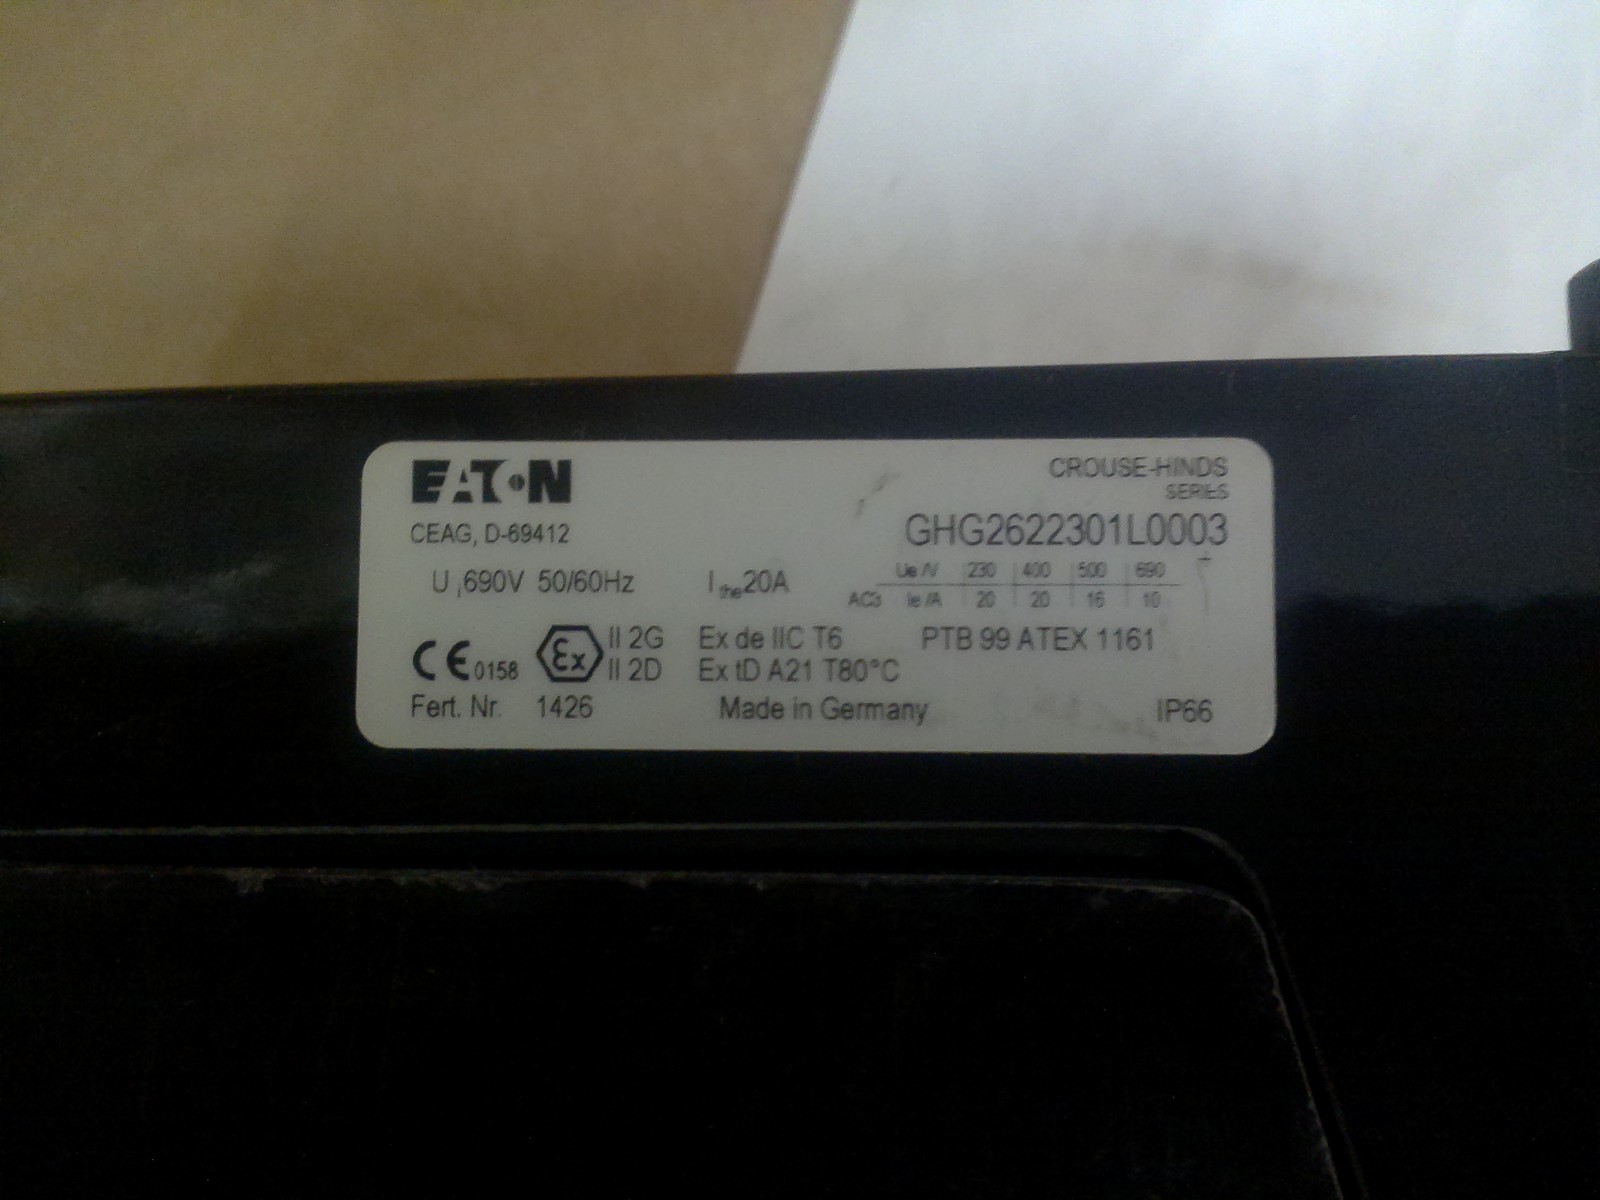 EATON
CROUSE-HINDS
SERIES
CEAG, D-69412
GHG2622301L0003
Ui 690V 50/60Hz
Ithe 20A
Ue /V 230 400 500 690
AC3 Ie /A 20 20 16 10
CE 0158
Ex II 2G Ex de IIC T6 PTB 99 ATEX 1161
II 2D Ex tD A21 T80°C
Fert. Nr. 1426 Made in Germany IP66